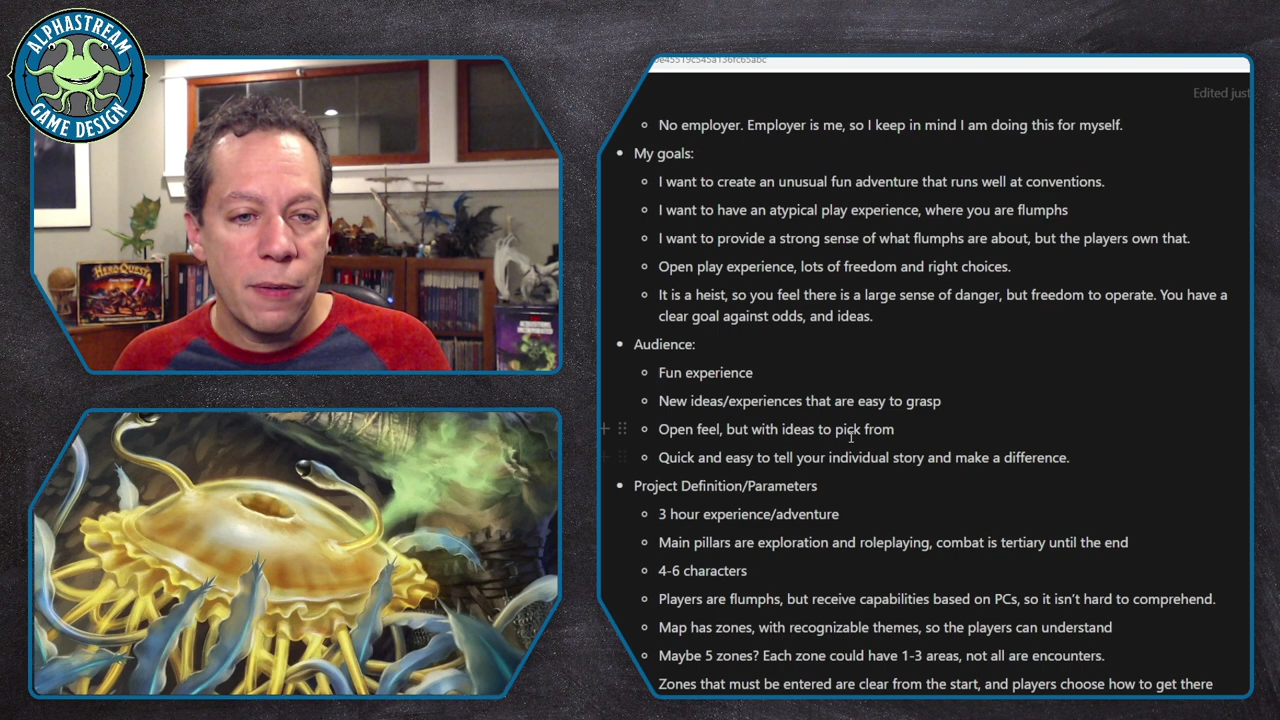 ALPHASTREAM
GAME DESIGN
HEROQUEST
Edited just
No employer. Employer is me, so I keep in mind I am doing this for myself.
My goals:
I want to create an unusual fun adventure that runs well at conventions.
I want to have an atypical play experience, where you are flumphs
I want to provide a strong sense of what flumphs are about, but the players own that.
Open play experience, lots of freedom and right choices.
It is a heist, so you feel there is a large sense of danger, but freedom to operate. You have a
clear goal against odds, and ideas.
Audience:
Fun experience
New ideas/experiences that are easy to grasp
Open feel, but with ideas to pick from
Quick and easy to tell your individual story and make a difference.
Project Definition/Parameters
3 hour experience/adventure
Main pillars are exploration and roleplaying, combat is tertiary until the end
4-6 characters
Players are flumphs, but receive capabilities based on PCs, so it isn't hard to comprehend.
Map has zones, with recognizable themes, so the players can understand
Maybe 5 zones? Each zone could have 1-3 areas, not all are encounters.
Zones that must be entered are clear from the start, and players choose how to get there